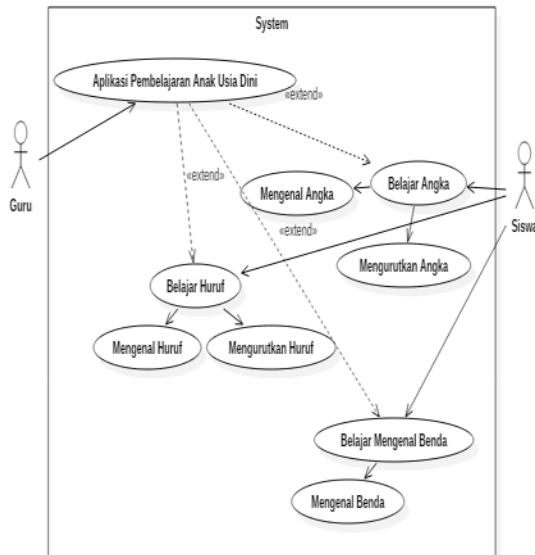 System
Aplikasi Pembelajaran Anak Usia Dini
«extend»
«extend»
Belajar Angka
Mengenal Angka
Guru
Siswa
«extend»
Mengurutkan Angka
Belajar Huruf
Mengenal Huruf
Mengurutkan Huruf
Belajar Mengenal Benda
Mengenal Benda